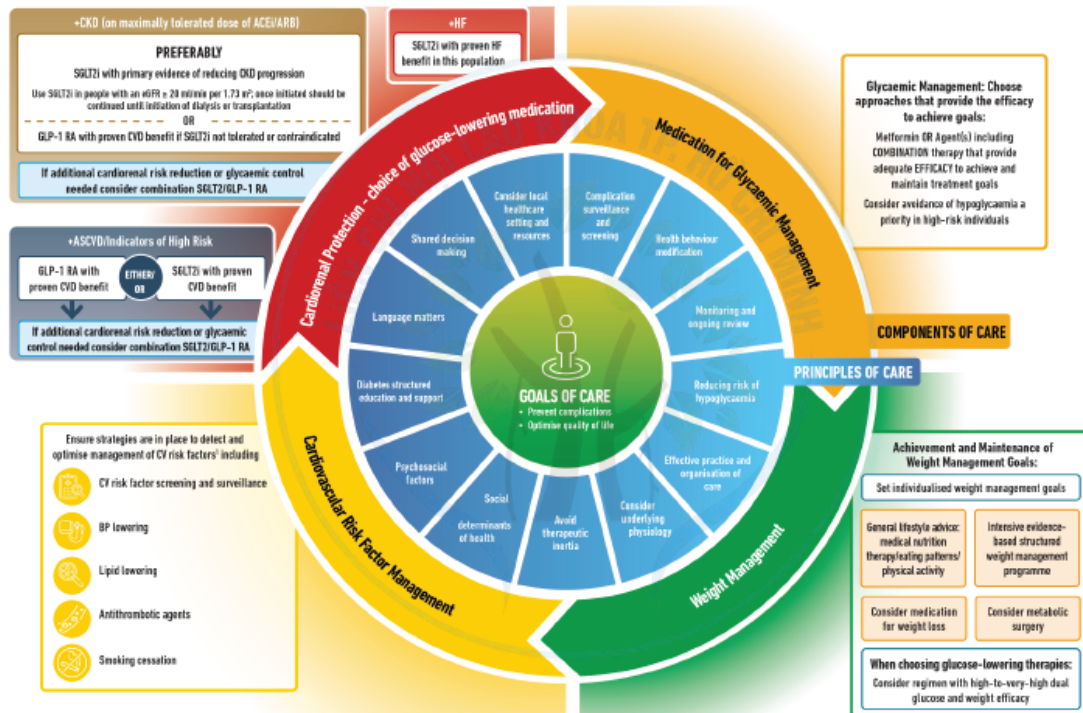 +CKD (on maximally tolerated dose of ACEi/ARB)
PREFERABLY
SGLT2i with primary evidence of reducing CKD progression
Use SGLT2i in people with an eGFR ≥ 20 ml/min per 1.73 m²; once initiated should be
continued until initiation of dialysis or transplantation
OR
GLP-1 RA with proven CVD benefit if SGLT2i not tolerated or contraindicated
If additional cardiorenal risk reduction or glycaemic control
needed consider combination SGLT2/GLP-1 RA
+HF
SGLT2i with proven HF
benefit in this population
+ASCVD/Indicators of High Risk
GLP-1 RA with
proven CVD benefit
EITHER/
OR
SGLT2i with proven
CVD benefit
If additional cardiorenal risk reduction or glycaemic
control needed consider combination SGLT2/GLP-1 RA
Ensure strategies are in place to detect and
optimise management of CV risk factors¹ including
CV risk factor screening and surveillance
BP lowering
Lipid lowering
Antithrombotic agents
Smoking cessation
Cardiorenal Protection - choice of glucose-lowering medication
Medication for Glycaemic Management
Weight Management
Cardiovascular Risk Factor Management
Consider local
healthcare
setting and
resources
Complication
surveillance
and
screening
Health behaviour
modification
Monitoring and
ongoing review
Reducing risk of
hypoglycaemia
Effective practice and
organisation of
care
Consider
underlying
physiology
Avoid
therapeutic
inertia
Social
determinants
of health
Psychosocial
factors
Diabetes structured
education and support
Language matters
Shared decision
making
GOALS OF CARE
• Prevent complications
• Optimise quality of life
COMPONENTS OF CARE
PRINCIPLES OF CARE
Glycaemic Management: Choose
approaches that provide the efficacy
to achieve goals:
Metformin OR Agent(s) including
COMBINATION therapy that provide
adequate EFFICACY to achieve and
maintain treatment goals
Consider avoidance of hypoglycaemia a
priority in high-risk individuals
Achievement and Maintenance of
Weight Management Goals:
Set individualised weight management goals
General lifestyle advice:
medical nutrition
therapy/eating patterns/
physical activity
Intensive evidence-
based structured
weight management
programme
Consider medication
for weight loss
Consider metabolic
surgery
When choosing glucose-lowering therapies:
Consider regimen with high-to-very-high dual
glucose and weight efficacy